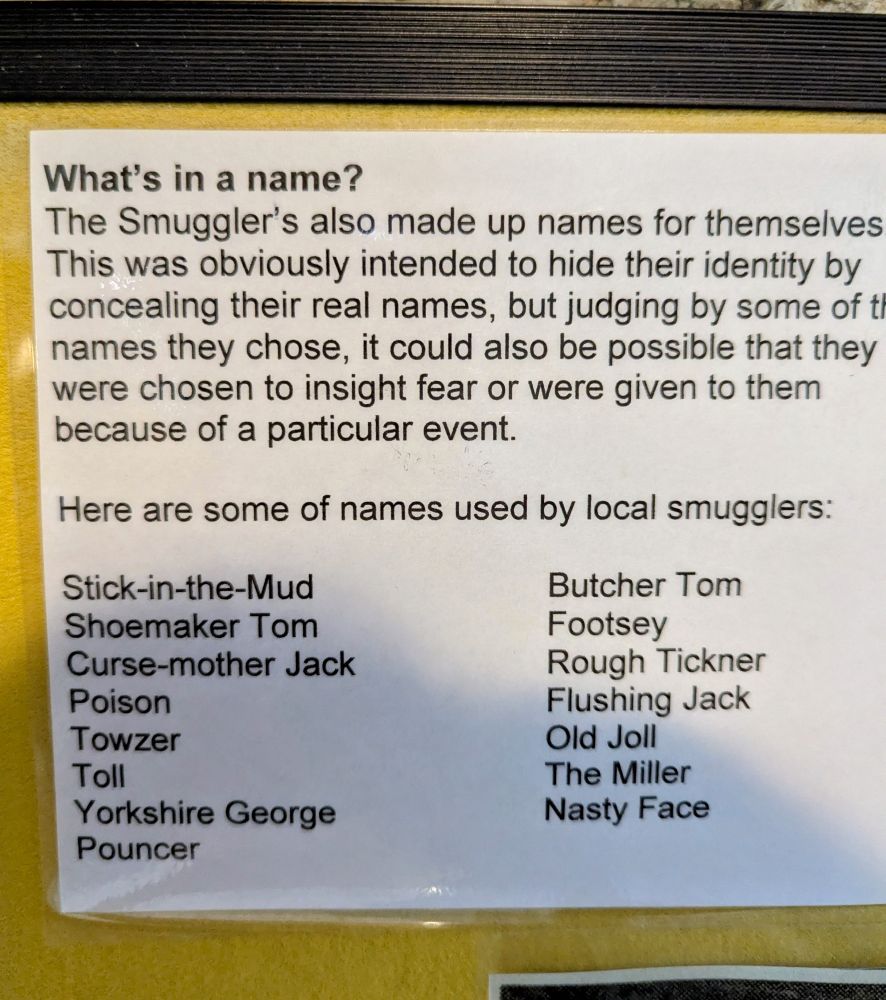 What's in a name?
The Smuggler's also made up names for themselves
This was obviously intended to hide their identity by
concealing their real names, but judging by some of
names they chose, it could also be possible that they
were chosen to insight fear or were given to them
because of a particular event.
Here are some of names used by local smugglers:
Stick-in-the-Mud
Shoemaker Tom
Curse-mother Jack
Poison
Towzer
Toll
Yorkshire George
Pouncer
Butcher Tom
Footsey
Rough Tickner
Flushing Jack
Old Joll
The Miller
Nasty Face